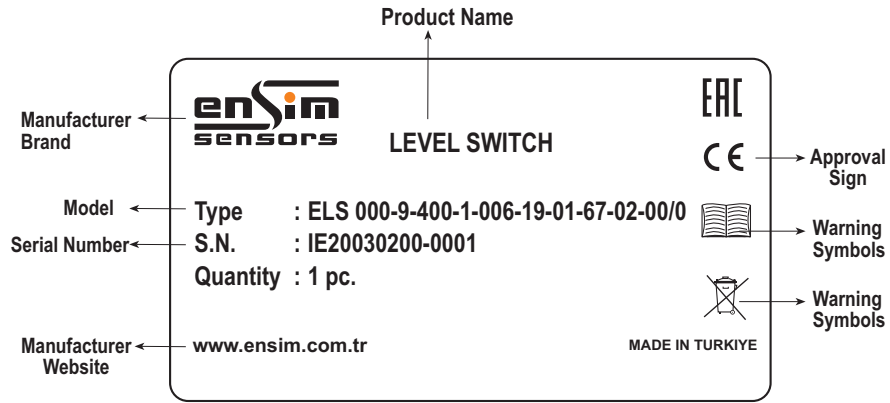 Product Name
Manufacturer
Brand
ensim
sensors
LEVEL SWITCH
EAC
CE
Approval
Sign
Model
Type : ELS 000-9-400-1-006-19-01-67-02-00/0
Serial Number
S.N. : IE20030200-0001
Quantity : 1 pc.
Warning
Symbols
Warning
Symbols
Manufacturer
Website
www.ensim.com.tr
MADE IN TURKIYE